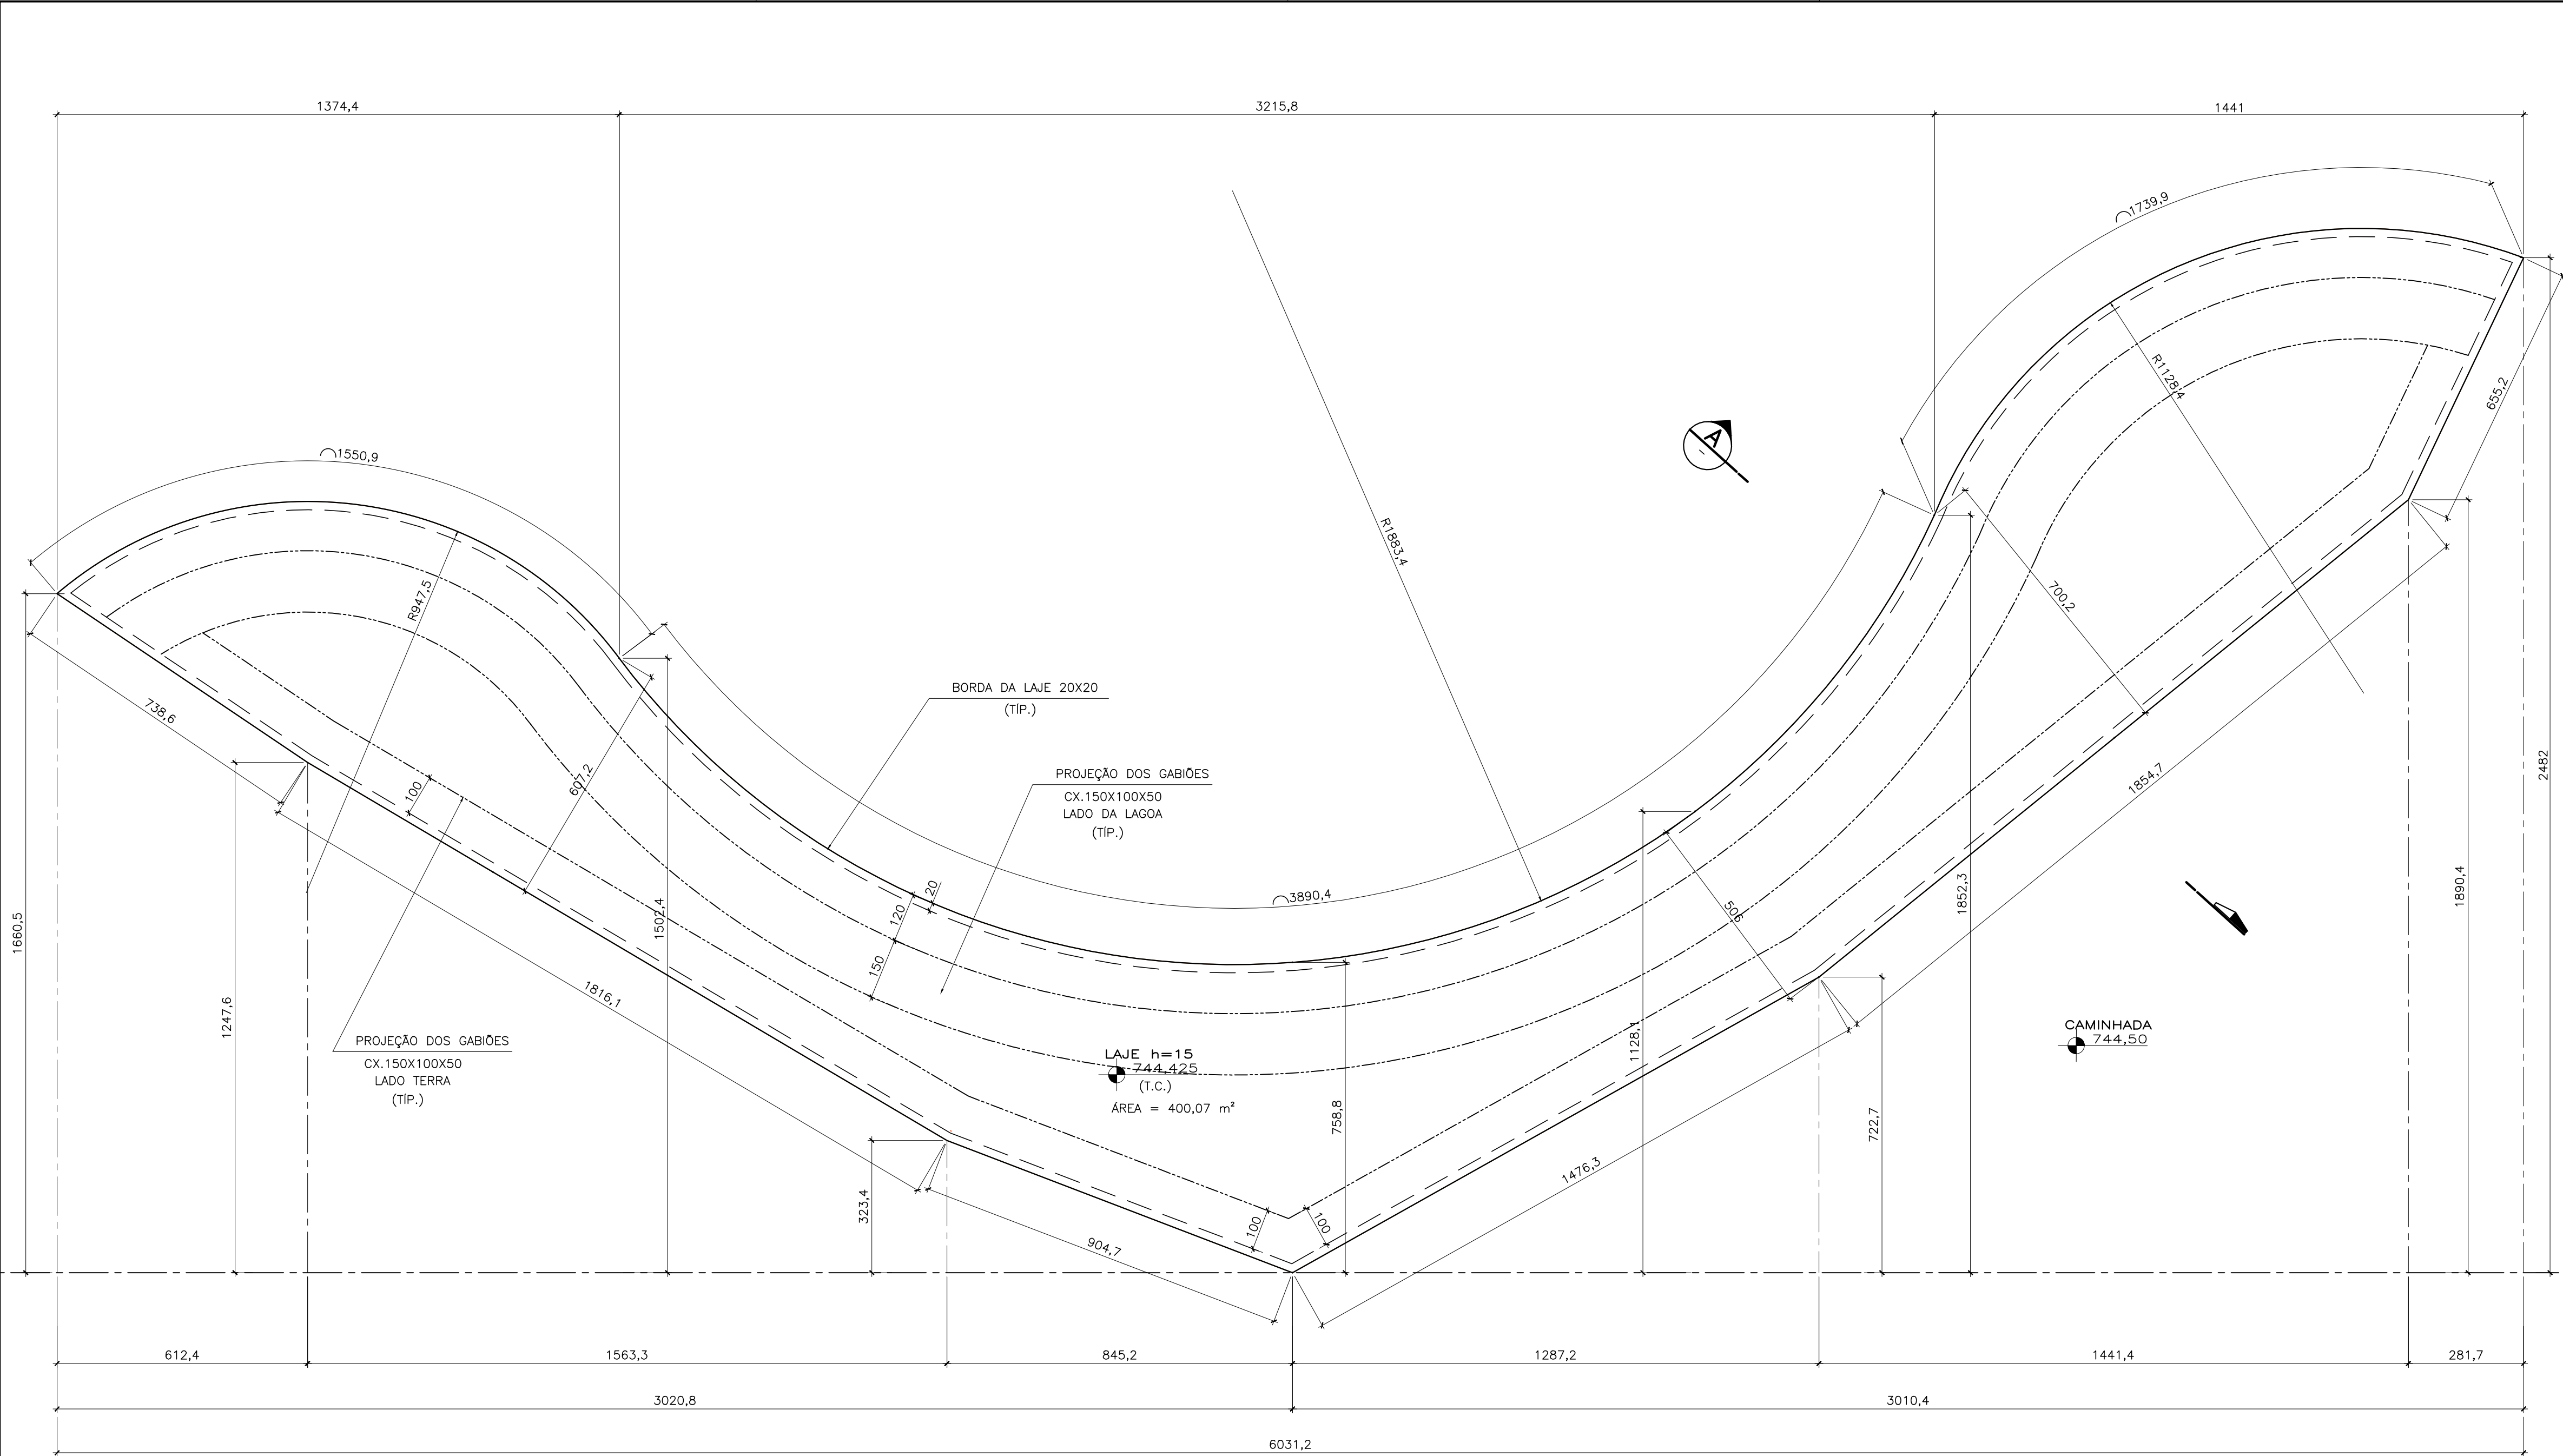 1374,4
3215,8
1441
1739,9
1550,9
R1883,4
R1128,4
A
-
655,2
R947,5
700,2
738,6
607,2
BORDA DA LAJE 20X20
(TÍP.)
PROJEÇÃO DOS GABIÕES
CX.150X100X50
LADO DA LAGOA
(TÍP.)
100
1854,7
2482
20
120
150
3890,4
506
1852,3
1890,4
1660,5
1502,4
1247,6
1816,1
PROJEÇÃO DOS GABIÕES
CX.150X100X50
LADO TERRA
(TÍP.)
LAJE h=15
744,425
(T.C.)
ÁREA = 400,07 m²
1128,1
CAMINHADA
744,50
758,8
722,7
323,4
1476,3
100
100
904,7
612,4
1563,3
845,2
1287,2
1441,4
281,7
3020,8
3010,4
6031,2